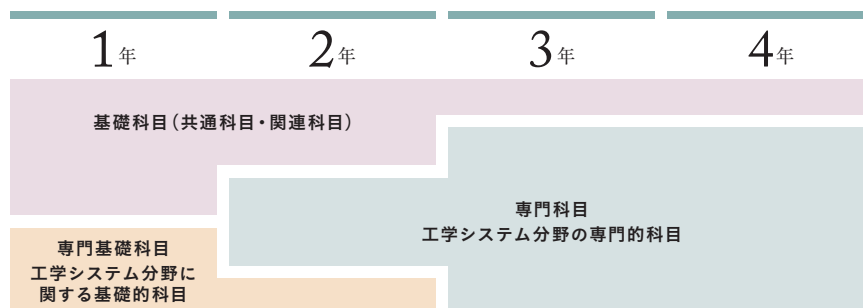 1年 2年 3年 4年
基礎科目(共通科目・関連科目)
専門科目
工学システム分野の専門的科目
専門基礎科目
工学システム分野に
関する基礎的科目